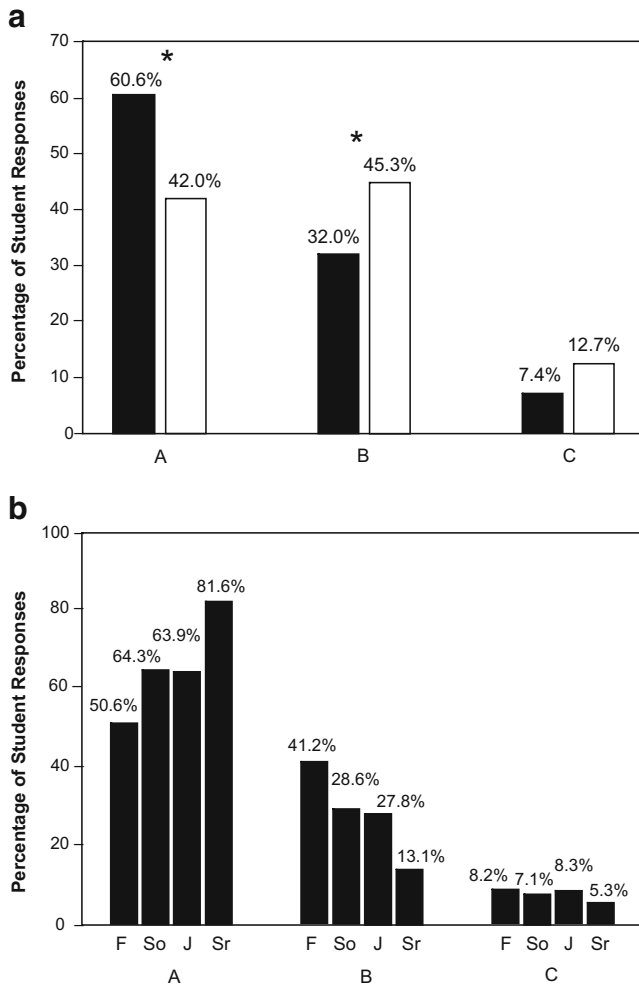 a
Percentage of Student Responses
70
60
50
40
30
20
10
0
60.6%
*
42.0%
32.0%
*
45.3%
7.4%
12.7%
A
B
C
b
Percentage of Student Responses
100
80
60
40
20
0
50.6%
64.3%
63.9%
81.6%
41.2%
28.6%
27.8%
13.1%
8.2%
7.1%
8.3%
5.3%
F So J Sr
F So J Sr
F So J Sr
A
B
C